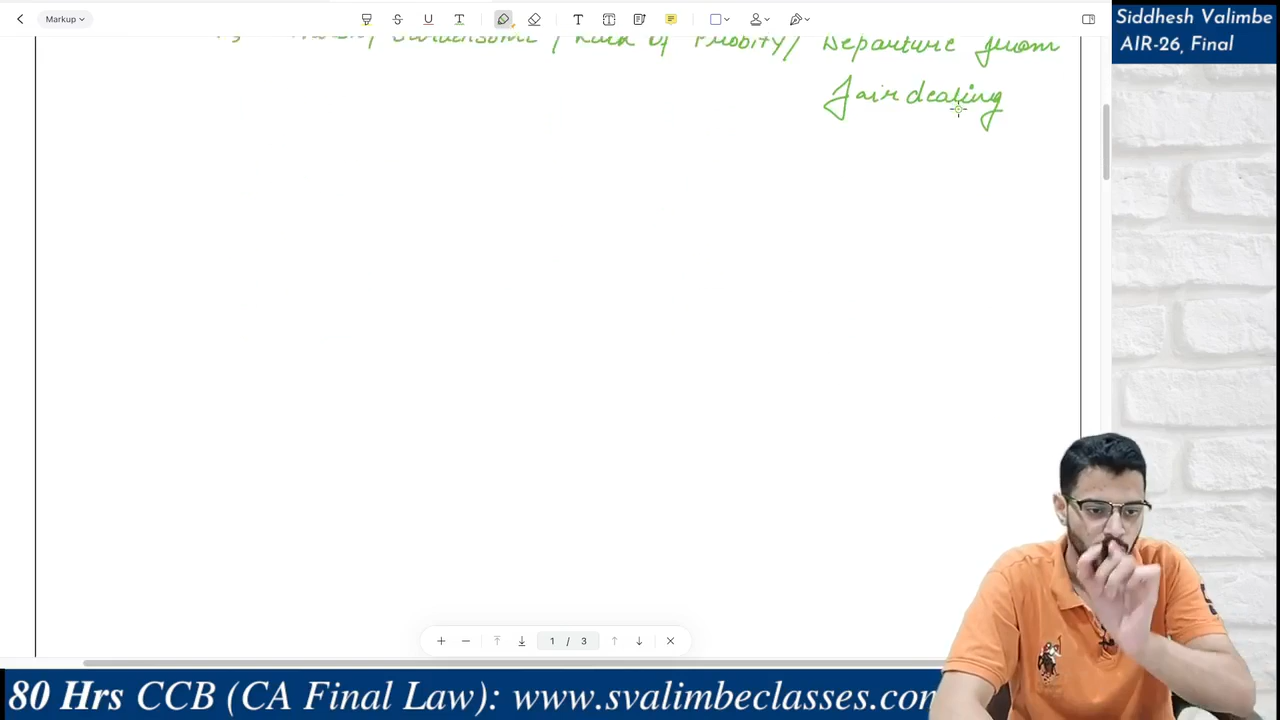 Markup
Siddhesh Valimbe
AIR-26, Final
Burdensome / Lack of Probity / Departure from
fair dealing
1 / 3
80 Hrs CCB (CA Final Law): www.svalimbeclasses.com